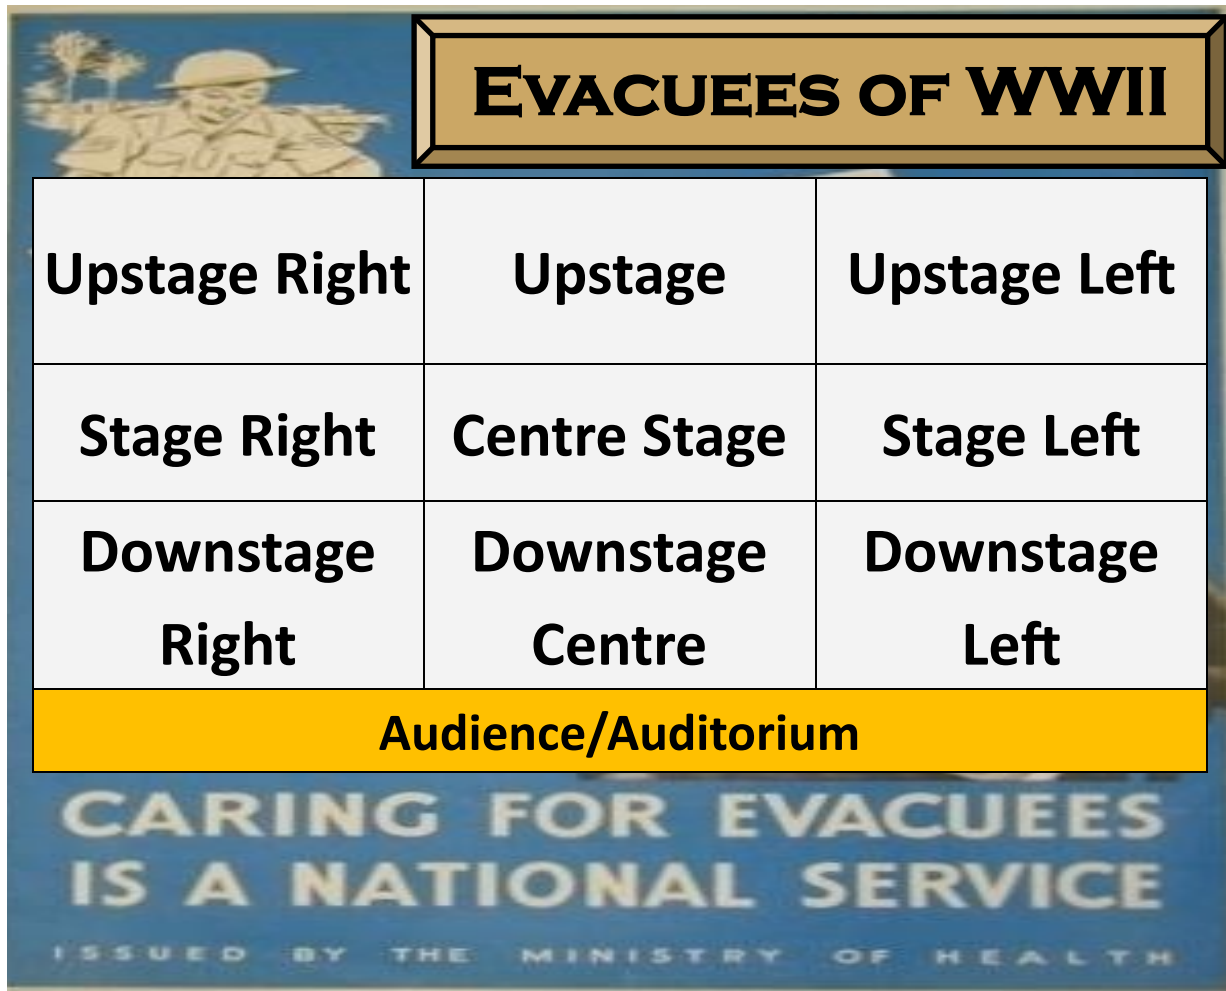 EVACUEES OF WWII
Upstage Right Upstage Upstage Left
Stage Right Centre Stage Stage Left
Downstage Downstage Downstage
Right Centre Left
Audience/Auditorium
CARING FOR EVACUEES
IS A NATIONAL SERVICE
ISSUED BY THE MINISTRY OF HEALTH